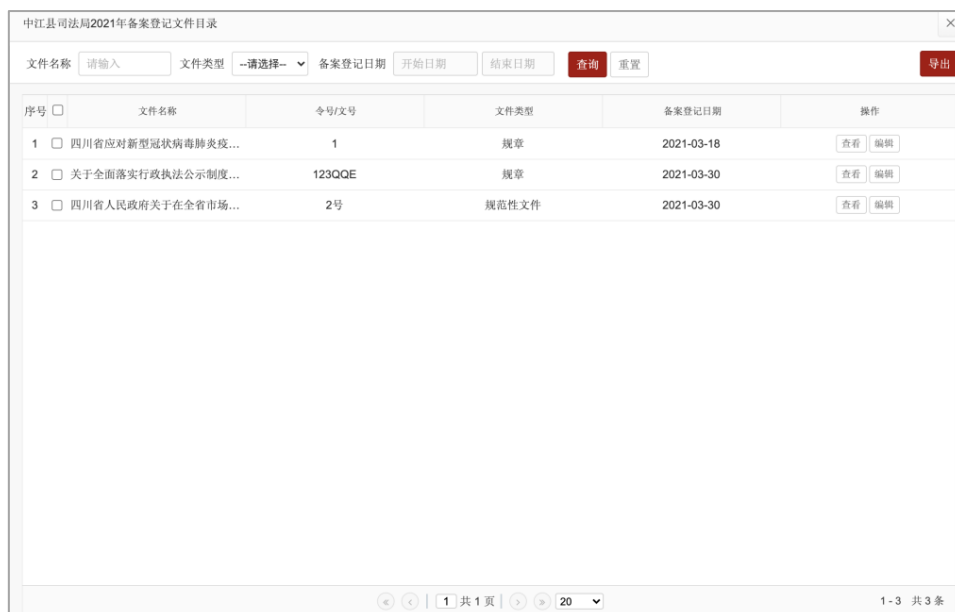 中江县司法局2021年备案登记文件目录 ×
文件名称 请输入 文件类型 --请选择-- 备案登记日期 开始日期 结束日期 查询 重置 导出
序号 文件名称 令号/文号 文件类型 备案登记日期 操作
1 四川省应对新型冠状病毒肺炎疫... 1 规章 2021-03-18 查看 编辑
2 关于全面落实行政执法公示制度... 123QQE 规章 2021-03-30 查看 编辑
3 四川省人民政府关于在全省市场... 2号 规范性文件 2021-03-30 查看 编辑
1 共 1 页 20 1 - 3 共 3 条